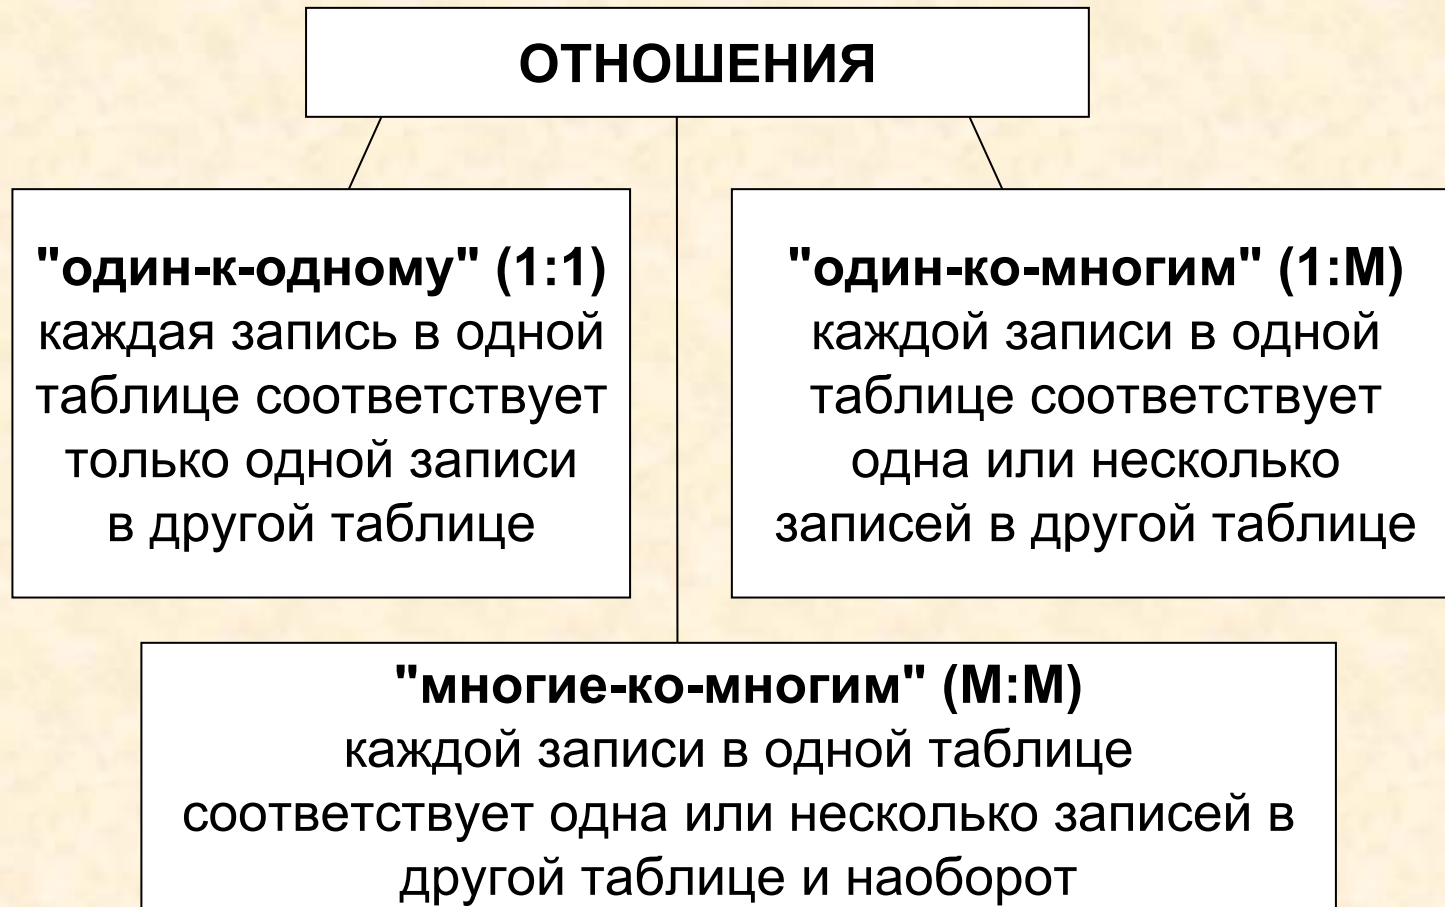 ОТНОШЕНИЯ
"один-к-одному" (1:1)
каждая запись в одной
таблице соответствует
только одной записи
в другой таблице
"один-ко-многим" (1:М)
каждой записи в одной
таблице соответствует
одна или несколько
записей в другой таблице
"многие-ко-многим" (М:М)
каждой записи в одной таблице
соответствует одна или несколько записей в
другой таблице и наоборот